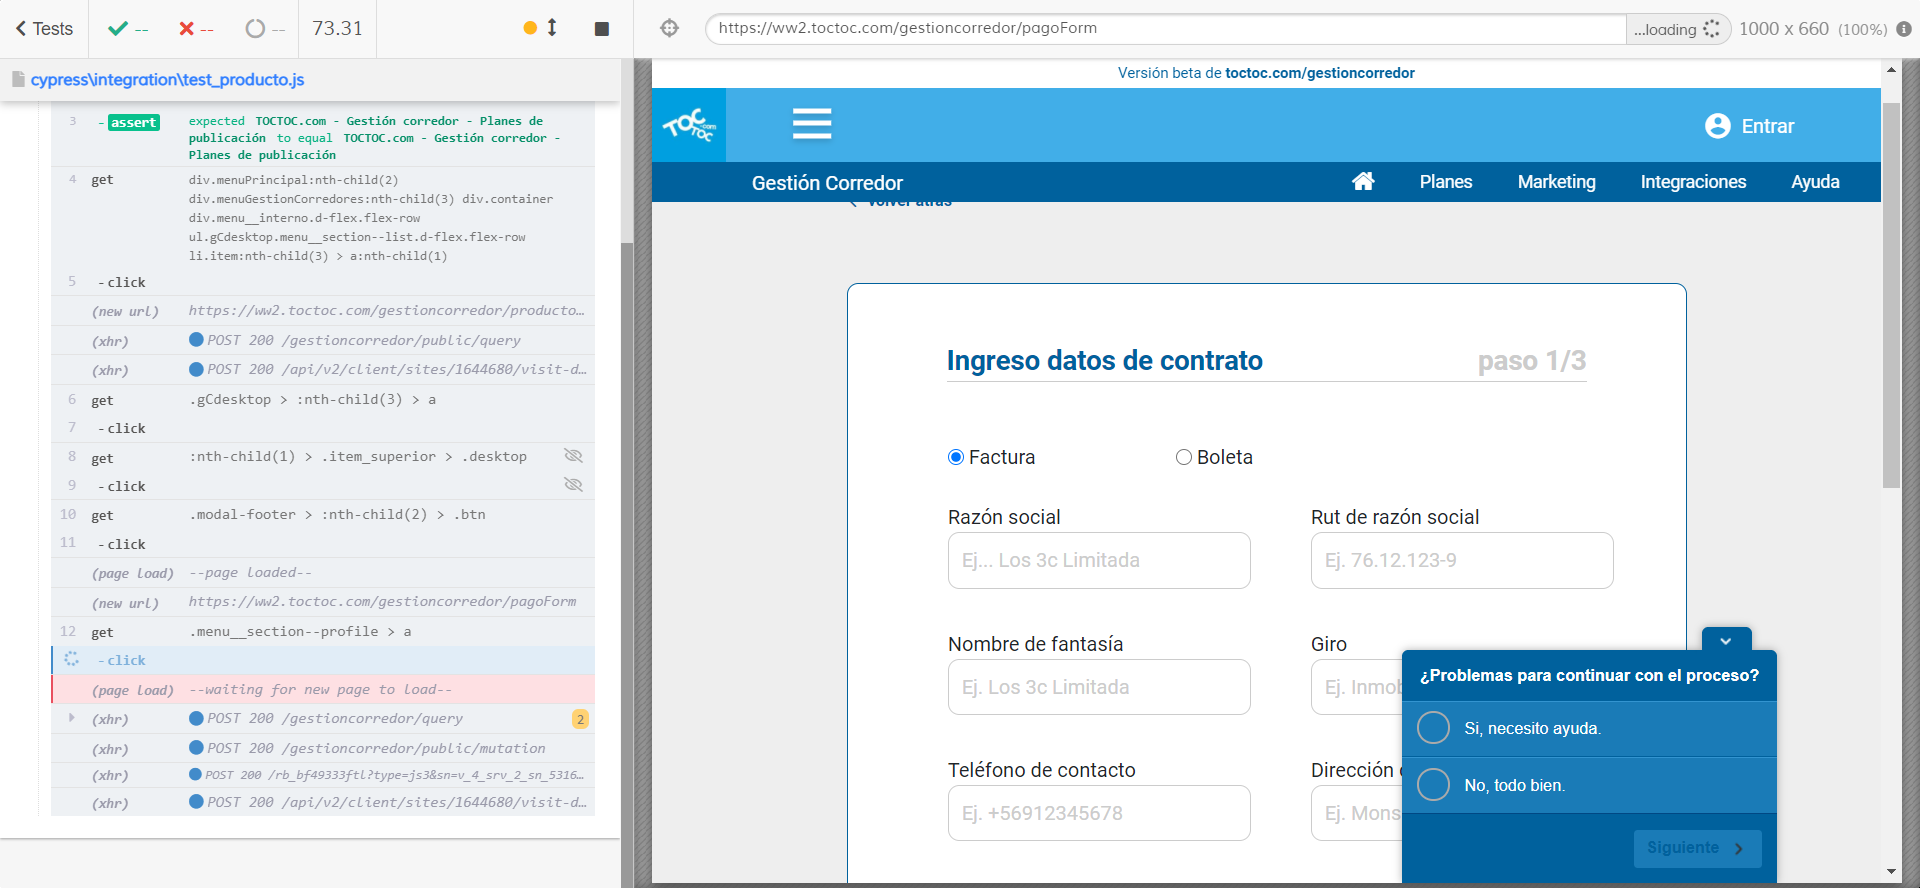 Tests
--
--
--
73.31
https://ww2.toctoc.com/gestioncorredor/pagoForm
...loading
1000 x 660 (100%)
cypress\integration\test_producto.js
3 - assert expected TOCTOC.com - Gestión corredor - Planes de
publicación to equal TOCTOC.com - Gestión corredor -
Planes de publicación
4 get div.menuPrincipal:nth-child(2)
div.menuGestionCorredores:nth-child(3) div.container
div.menu__interno.d-flex.flex-row
ul.gCdesktop.menu__section--list.d-flex.flex-row
li.item:nth-child(3) > a:nth-child(1)
5 - click
(new url) https://ww2.toctoc.com/gestioncorredor/producto…
(xhr) POST 200 /gestioncorredor/public/query
(xhr) POST 200 /api/v2/client/sites/1644680/visit-d…
6 get .gCdesktop > :nth-child(3) > a
7 - click
8 get :nth-child(1) > .item_superior > .desktop
9 - click
10 get .modal-footer > :nth-child(2) > .btn
11 - click
(page load) --page loaded--
(new url) https://ww2.toctoc.com/gestioncorredor/pagoForm
12 get .menu__section--profile > a
- click
(page load) --waiting for new page to load--
(xhr) POST 200 /gestioncorredor/query 2
(xhr) POST 200 /gestioncorredor/public/mutation
(xhr) POST 200 /rb_bf49333ftl?type=js3&sn=v_4_srv_2_sn_5316…
(xhr) POST 200 /api/v2/client/sites/1644680/visit-d…
Versión beta de toctoc.com/gestioncorredor
TOCTOC.com
Entrar
Gestión Corredor
Planes
Marketing
Integraciones
Ayuda
Volver atrás
Ingreso datos de contrato
paso 1/3
Factura
Boleta
Razón social
Rut de razón social
Ej... Los 3c Limitada
Ej. 76.12.123-9
Nombre de fantasía
Giro
Ej. Los 3c Limitada
Ej. Inmob
Teléfono de contacto
Dirección
Ej. +56912345678
Ej. Mons
¿Problemas para continuar con el proceso?
Si, necesito ayuda.
No, todo bien.
Siguiente